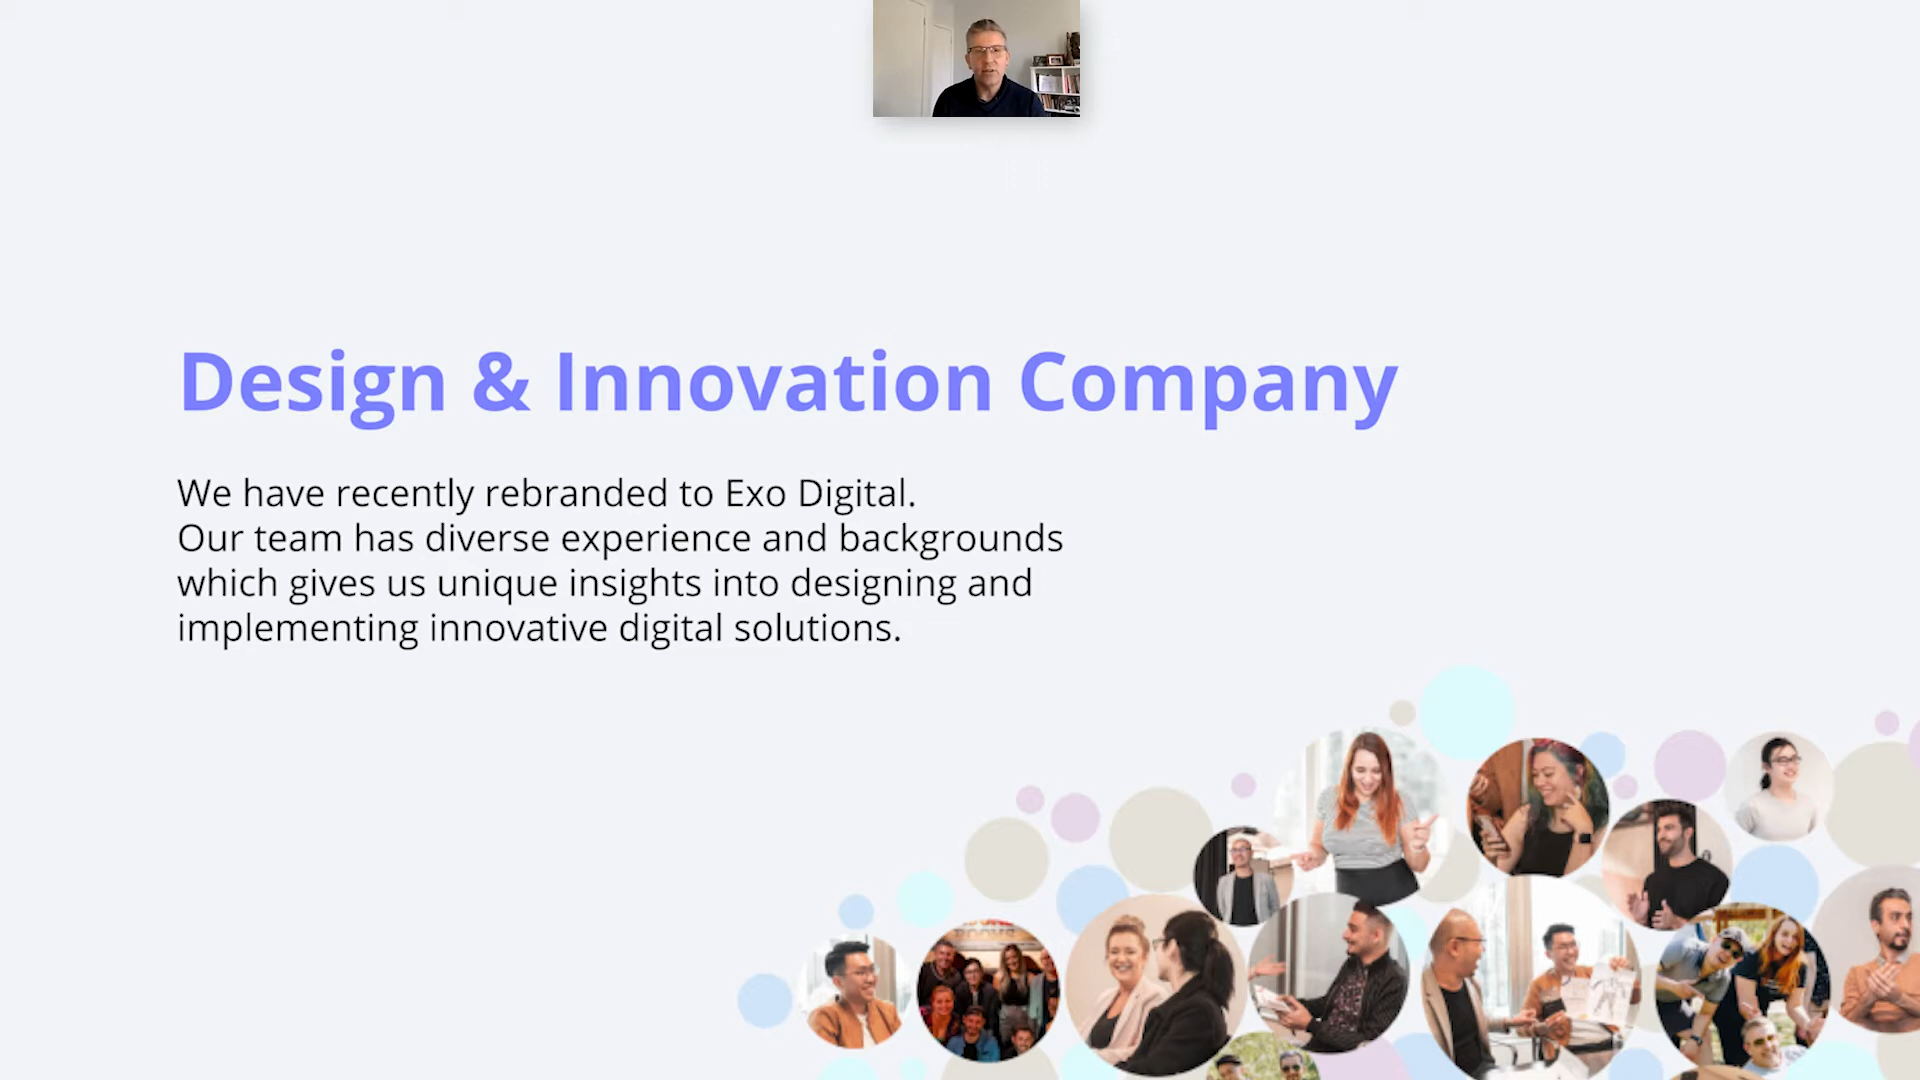 Design & Innovation Company
We have recently rebranded to Exo Digital.
Our team has diverse experience and backgrounds
which gives us unique insights into designing and
implementing innovative digital solutions.
ROOMS